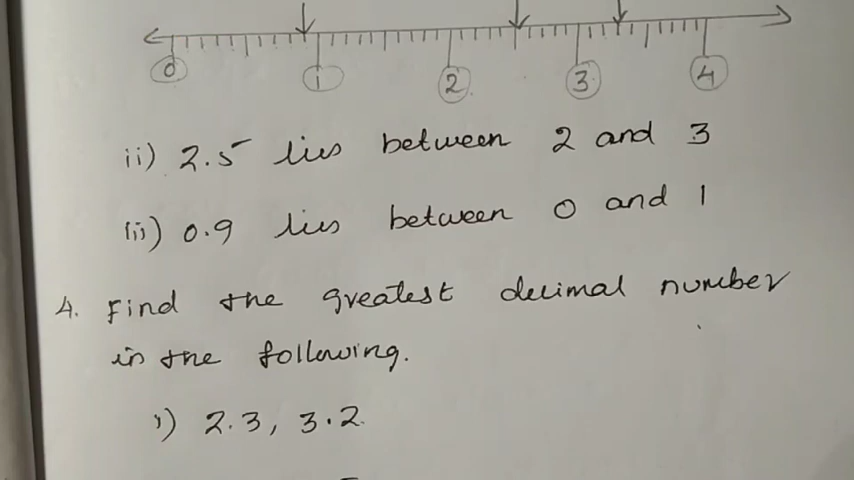 0 1 2 3 4
ii) 2.5 lies between 2 and 3
iii) 0.9 lies between 0 and 1
4. Find the greatest decimal number
in the following.
i) 2.3, 3.2.